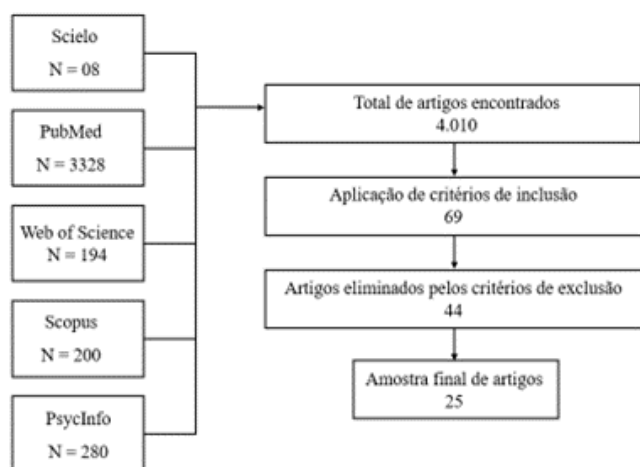 Scielo
N = 08
PubMed
N = 3328
Web of Science
N = 194
Scopus
N = 200
PsycInfo
N = 280
Total de artigos encontrados
4.010
Aplicação de critérios de inclusão
69
Artigos eliminados pelos critérios de exclusão
44
Amostra final de artigos
25